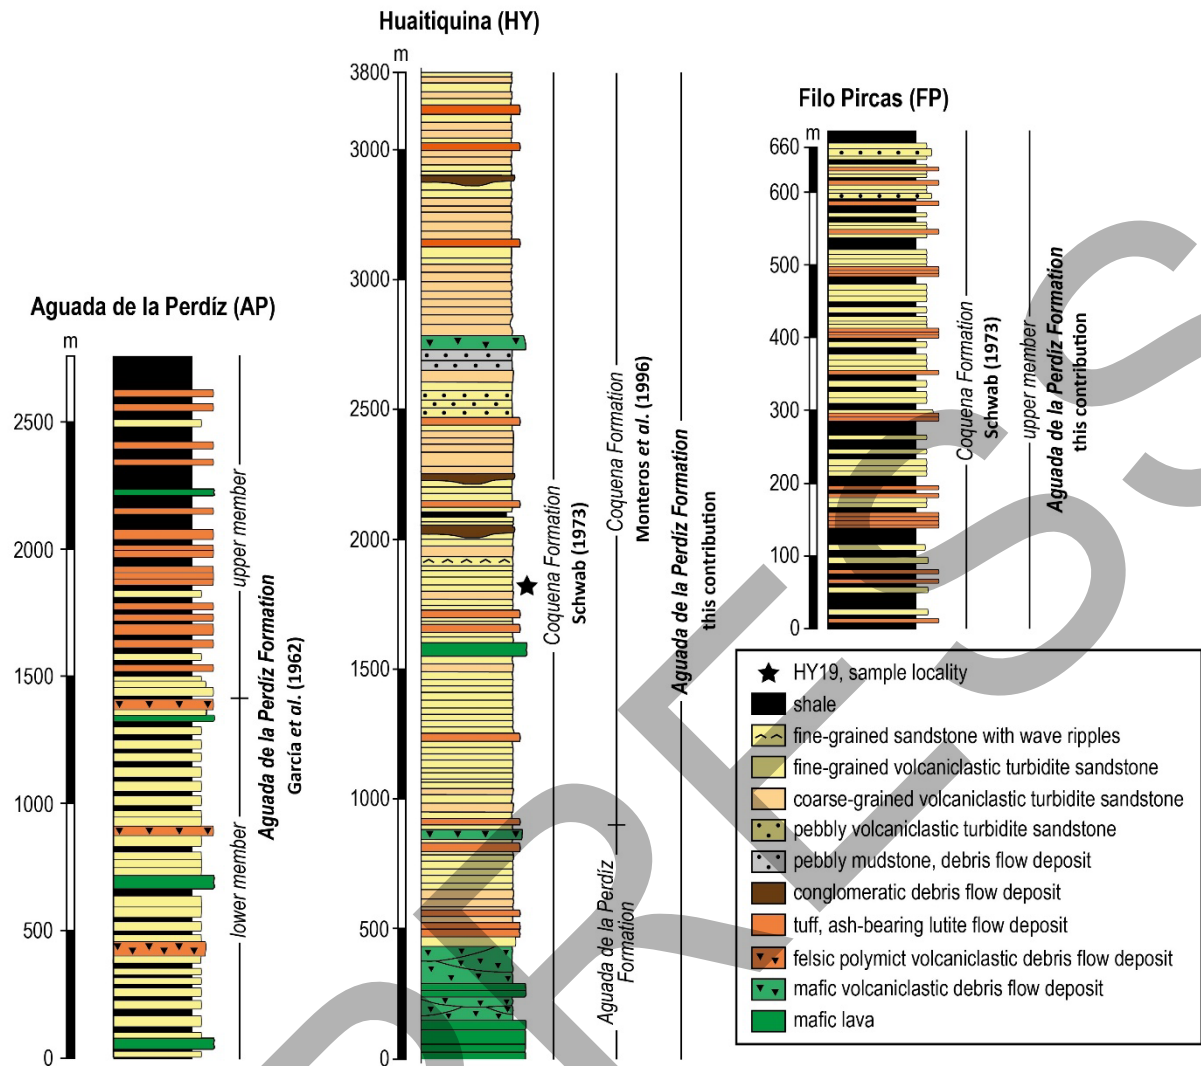 Huaitiquina (HY)
m
3800
3000
3000
2500
2000
1500
1000
500
0
Coquena Formation
Schwab (1973)
Coquena Formation
Monteros et al. (1996)
Aguada de la Perdíz
Formation
Aguada de la Perdíz Formation
this contribution
Filo Pircas (FP)
m
660
600
500
400
300
200
100
0
Coquena Formation
Schwab (1973)
upper member
Aguada de la Perdíz Formation
this contribution
Aguada de la Perdíz (AP)
m
2500
2000
1500
1000
500
0
upper member
lower member
Aguada de la Perdíz Formation
García et al. (1962)
HY19, sample locality
shale
fine-grained sandstone with wave ripples
fine-grained volcaniclastic turbidite sandstone
coarse-grained volcaniclastic turbidite sandstone
pebbly volcaniclastic turbidite sandstone
pebbly mudstone, debris flow deposit
conglomeratic debris flow deposit
tuff, ash-bearing lutite flow deposit
felsic polymict volcaniclastic debris flow deposit
mafic volcaniclastic debris flow deposit
mafic lava
RESS